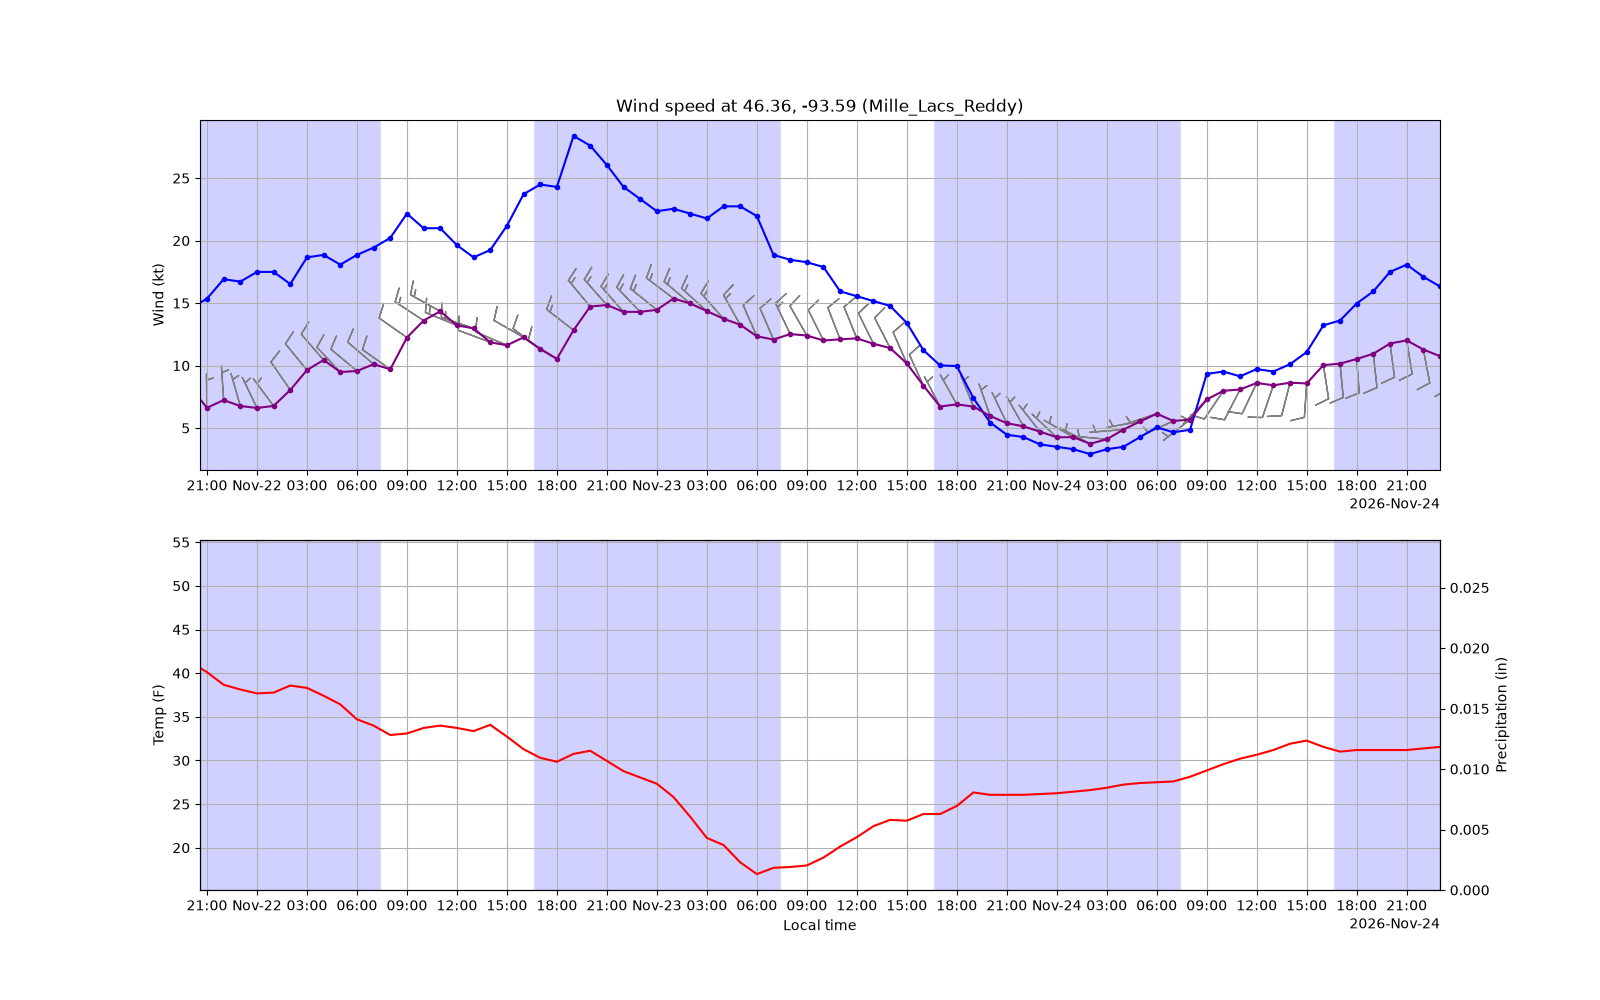 Wind speed at 46.36, -93.59 (Mille_Lacs_Reddy)
Wind (kt)
25
20
15
10
5
21:00 Nov-22 03:00 06:00 09:00 12:00 15:00 18:00 21:00 Nov-23 03:00 06:00 09:00 12:00 15:00 18:00 21:00 Nov-24 03:00 06:00 09:00 12:00 15:00 18:00 21:00
2026-Nov-24
Temp (F)
55
50
45
40
35
30
25
20
Precipitation (in)
0.025
0.020
0.015
0.010
0.005
0.000
21:00 Nov-22 03:00 06:00 09:00 12:00 15:00 18:00 21:00 Nov-23 03:00 06:00 09:00 12:00 15:00 18:00 21:00 Nov-24 03:00 06:00 09:00 12:00 15:00 18:00 21:00
Local time
2026-Nov-24